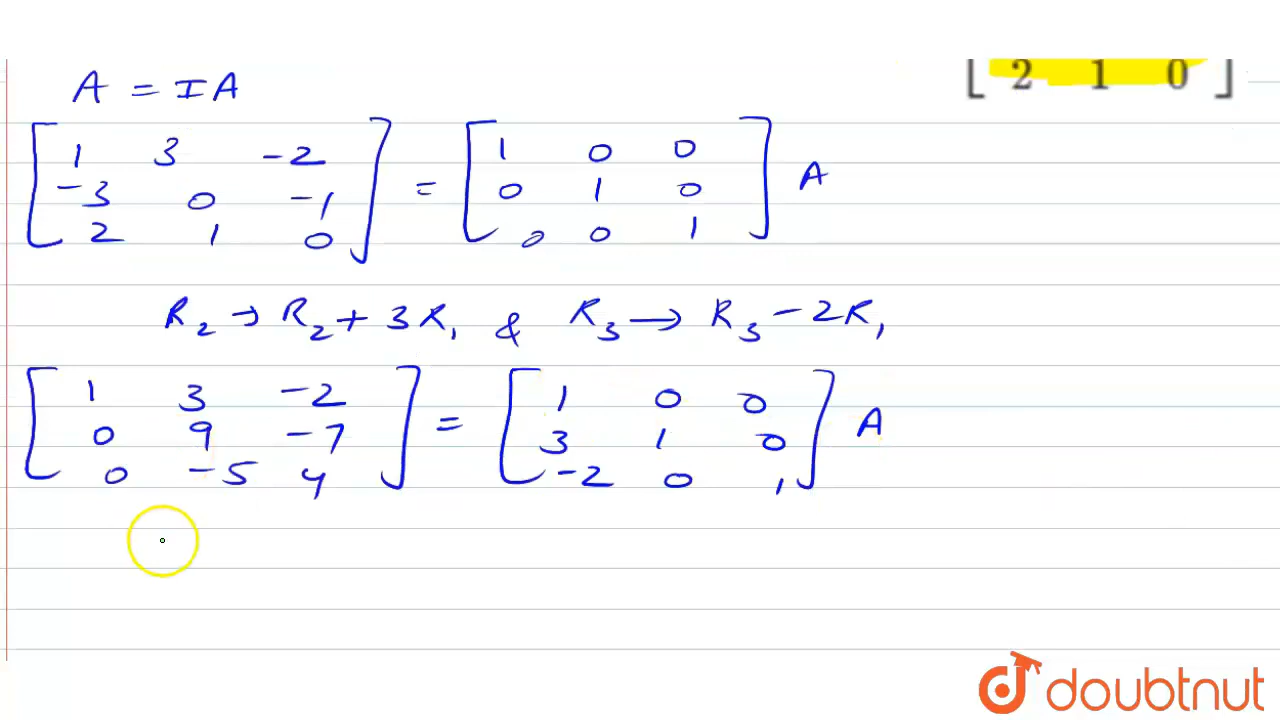 [ 2 1 0 ]
A = IA
[ 1 3 -2 ] = [ 1 0 0 ] A
[ -3 0 -1 ] [ 0 1 0 ]
[ 2 1 0 ] [ 0 0 1 ]
R2 → R2 + 3R1 & R3 → R3 - 2R1
[ 1 3 -2 ] = [ 1 0 0 ] A
[ 0 9 -7 ] [ 3 1 0 ]
[ 0 -5 4 ] [ -2 0 1 ]
doubtnut